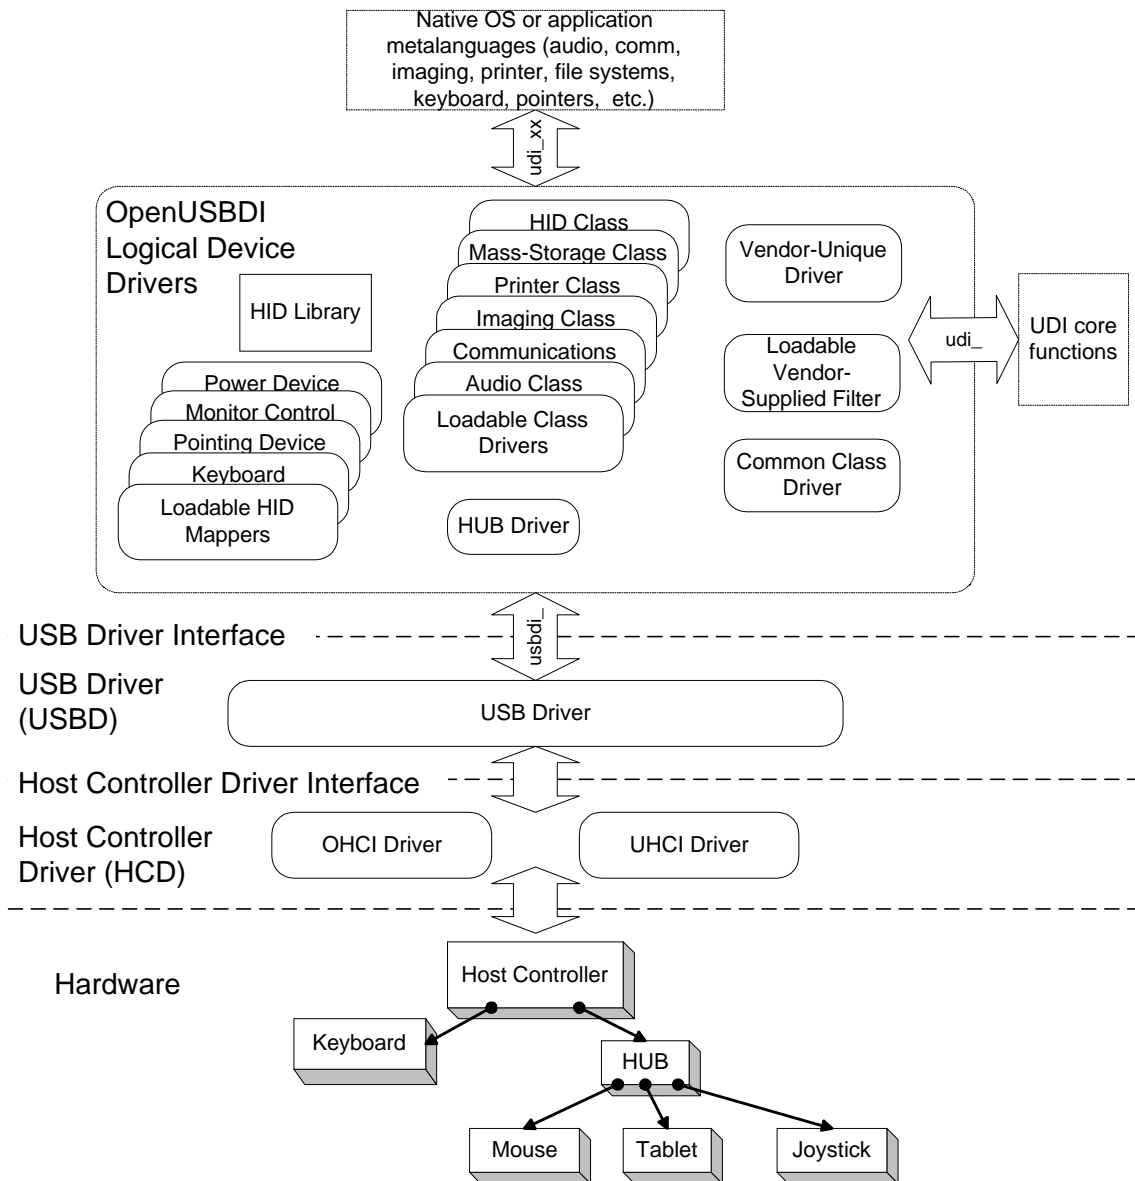 Native OS or application
metalanguages (audio, comm,
imaging, printer, file systems,
keyboard, pointers, etc.)
udi_xx
OpenUSBDI
Logical Device
Drivers
HID Library
Power Device
Monitor Control
Pointing Device
Keyboard
Loadable HID
Mappers
HID Class
Mass-Storage Class
Printer Class
Imaging Class
Communications
Audio Class
Loadable Class
Drivers
HUB Driver
Vendor-Unique
Driver
Loadable
Vendor-
Supplied Filter
Common Class
Driver
udi_
UDI core
functions
usbdi_
USB Driver Interface
USB Driver
(USBD)
USB Driver
Host Controller Driver Interface
Host Controller
Driver (HCD)
OHCI Driver
UHCI Driver
Hardware
Host Controller
Keyboard
HUB
Mouse
Tablet
Joystick